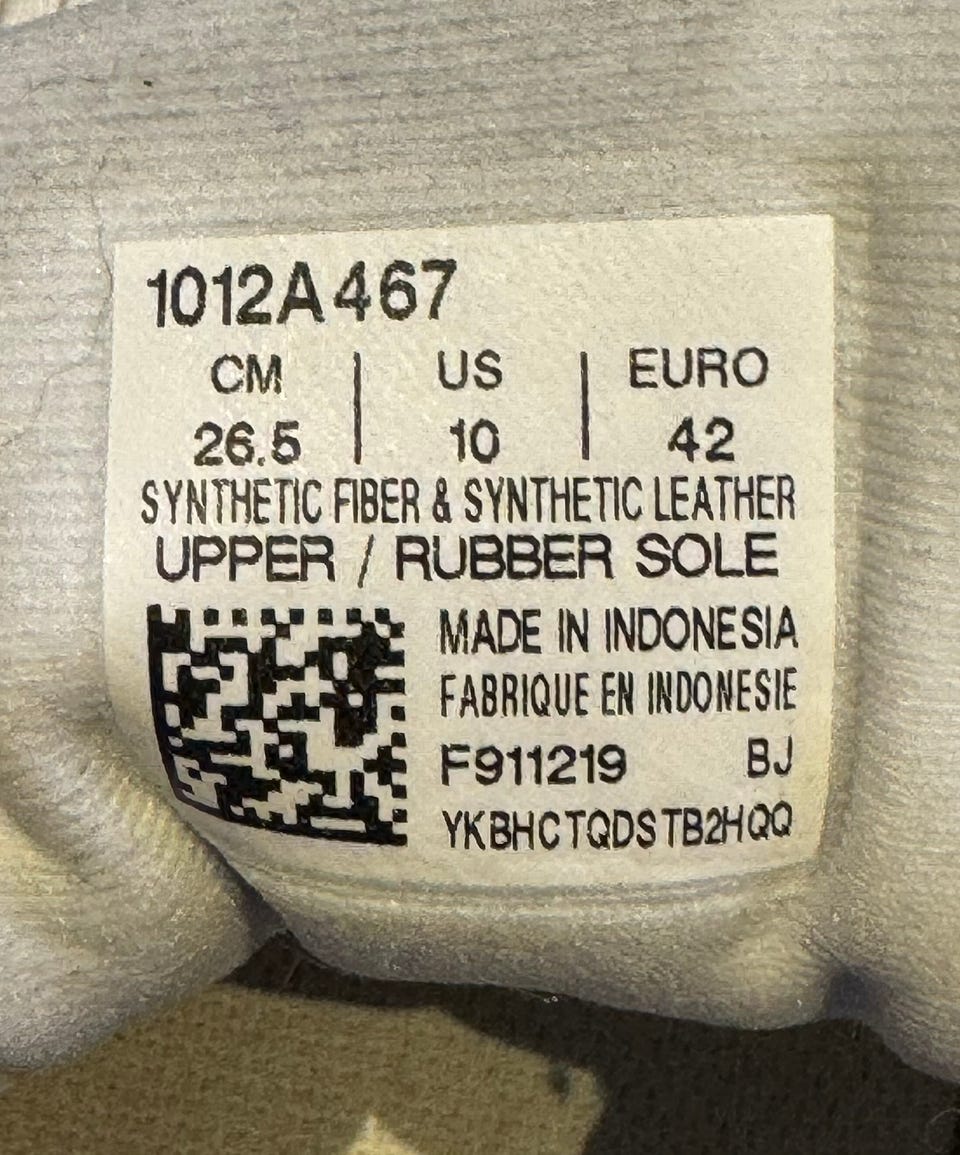 1012A467
CM | US | EURO
26.5 | 10 | 42
SYNTHETIC FIBER & SYNTHETIC LEATHER
UPPER / RUBBER SOLE
MADE IN INDONESIA
FABRIQUE EN INDONESIE
F911219 BJ
YKBHCTQDSTB2HQQ